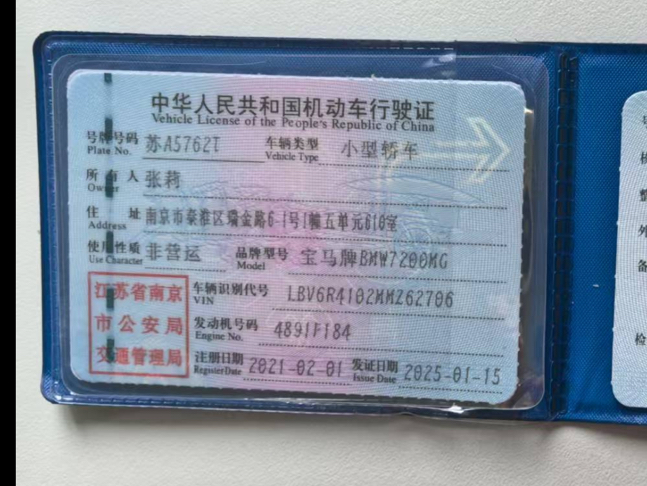 中华人民共和国机动车行驶证
Vehicle License of the People's Republic of China
号牌号码 苏A5762T 车辆类型 小型轿车
Plate No. Vehicle Type
所有人 张莉
Owner
住址 南京市秦淮区瑞金路6-1号1幢五单元610室
Address
使用性质 非营运 品牌型号 宝马牌BMW7200MG
Use Character Model
江苏省南京
市公安局
交通管理局
车辆识别代号 LBV6R4102MMZ62706
VIN
发动机号码 4891F184
Engine No.
注册日期 2021-02-01 发证日期 2025-01-15
Register Date Issue Date